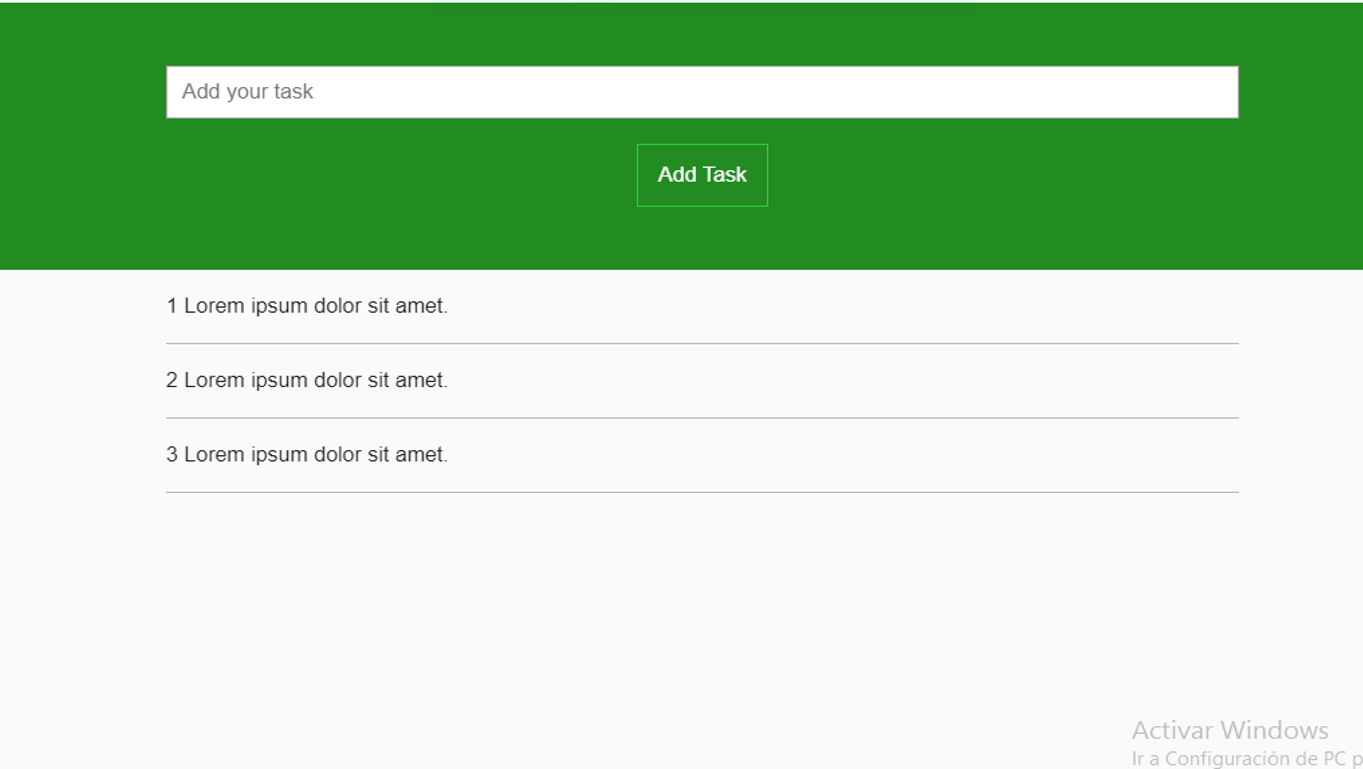 Add your task
Add Task
1 Lorem ipsum dolor sit amet.
2 Lorem ipsum dolor sit amet.
3 Lorem ipsum dolor sit amet.
Activar Windows
Ir a Configuración de PC p